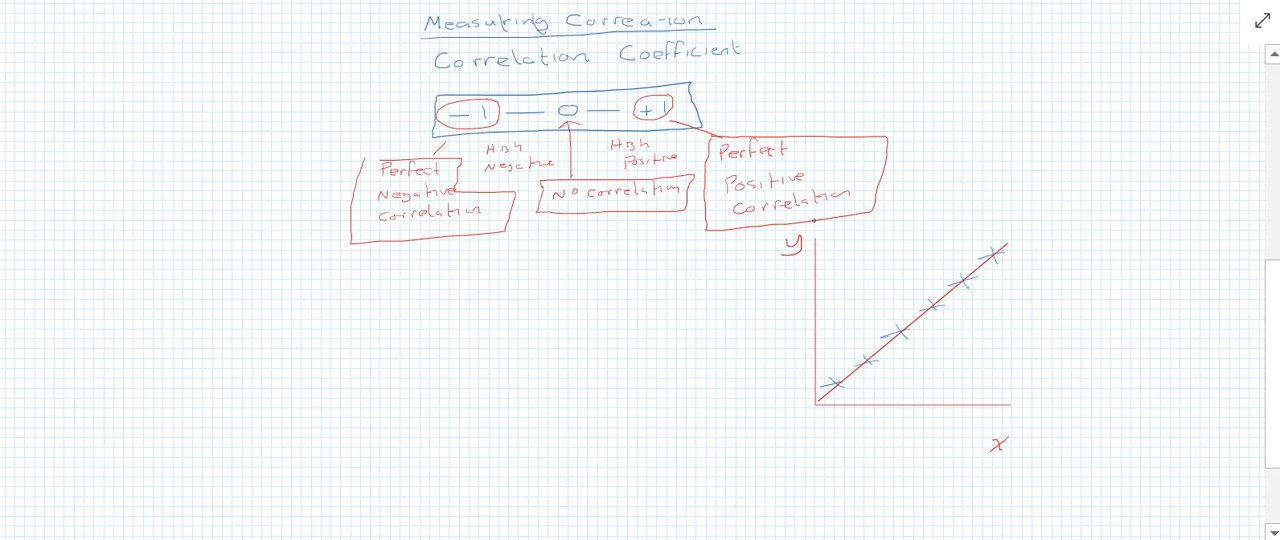 Measuring Correa-ion
Correlation Coefficient
-1 — 0 — +1
High
Negative
High
Positive
Perfect
Negative
Correlation
No Correlation
Perfect
Positive
Correlation
y
x